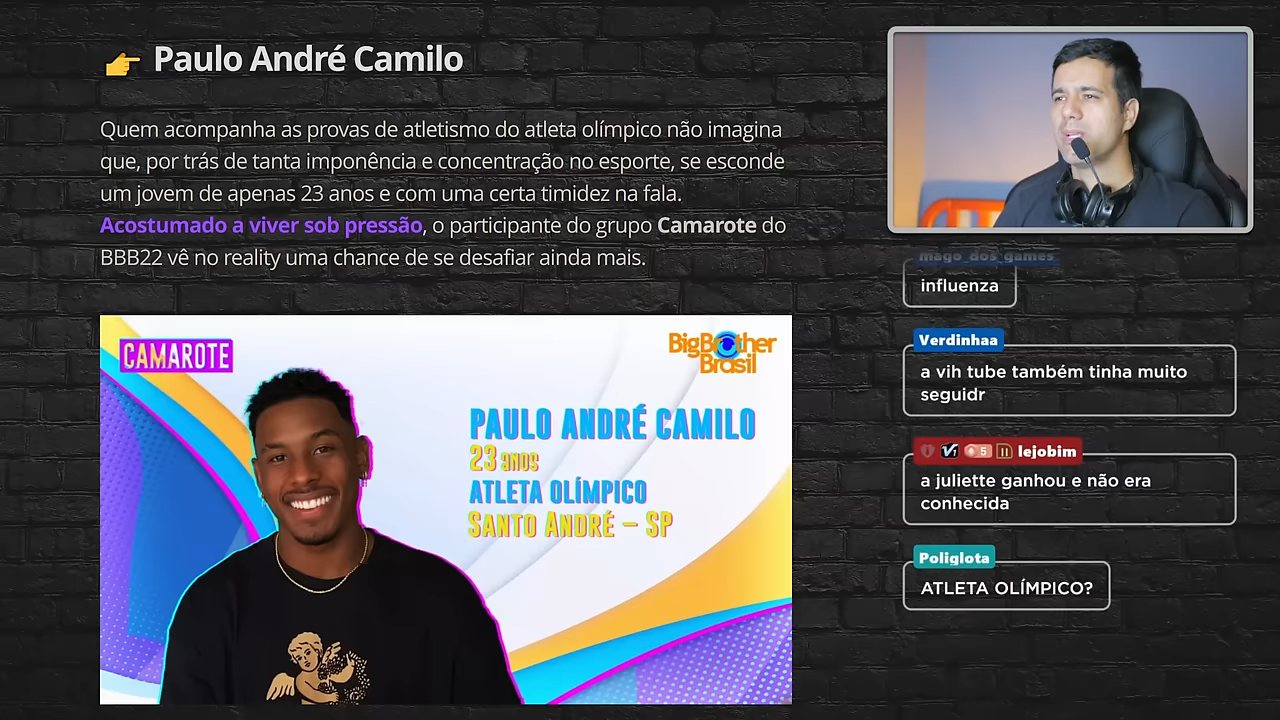 👉 Paulo André Camilo
Quem acompanha as provas de atletismo do atleta olímpico não imagina
que, por trás de tanta imponência e concentração no esporte, se esconde
um jovem de apenas 23 anos e com uma certa timidez na fala.
Acostumado a viver sob pressão, o participante do grupo Camarote do
BBB22 vê no reality uma chance de se desafiar ainda mais.
CAMAROTE
BigBrother
Brasil
PAULO ANDRÉ CAMILO
23 anos
ATLETA OLÍMPICO
SANTO ANDRÉ – SP
mago_dos_games
influenza
Verdinhaa
a vih tube também tinha muito
seguidr
5 lejobim
a juliette ganhou e não era
conhecida
Poliglota
ATLETA OLÍMPICO?